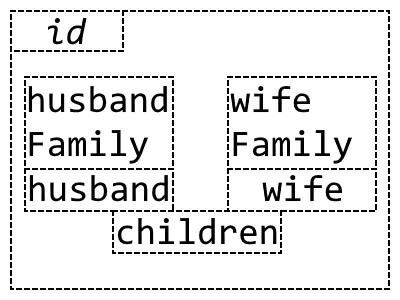 id
husband
Family
wife
Family
husband
wife
children